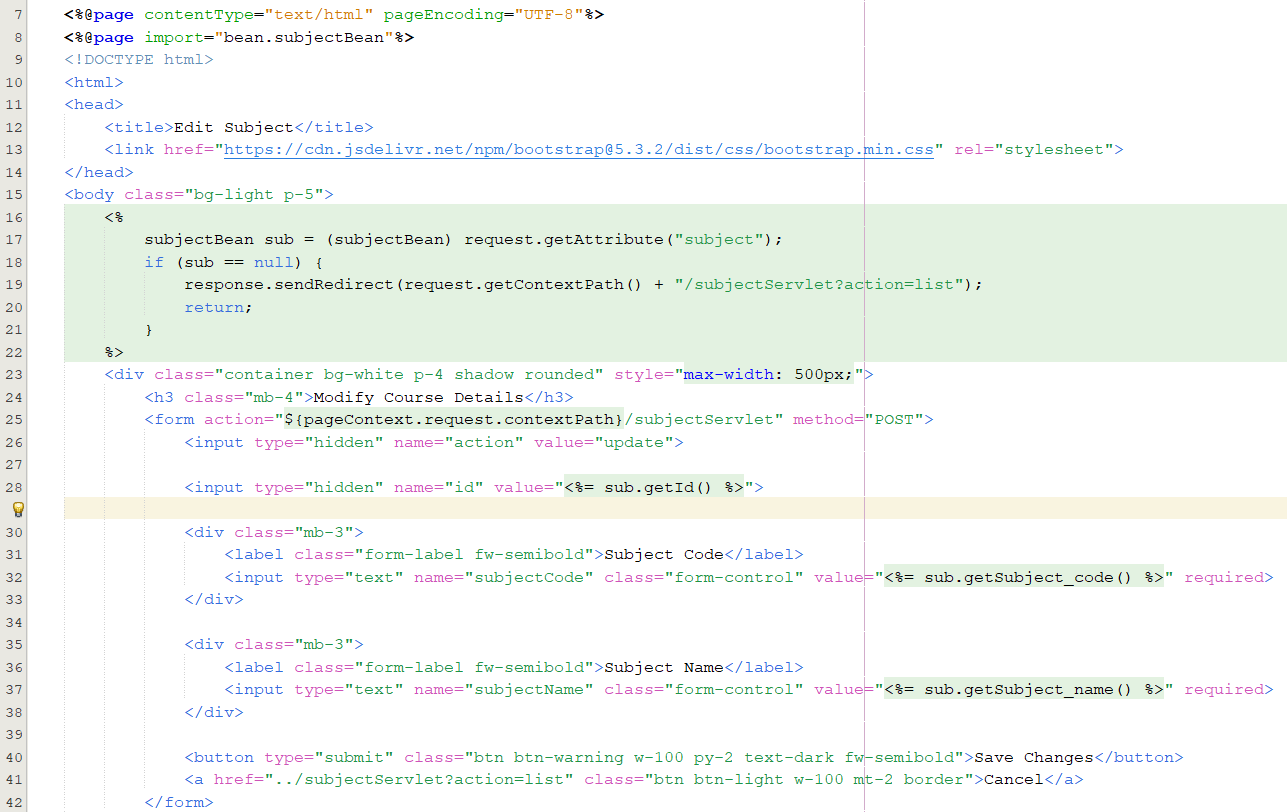 7 <%@page contentType="text/html" pageEncoding="UTF-8"%>
8 <%@page import="bean.subjectBean"%>
9 <!DOCTYPE html>
10 <html>
11 <head>
12     <title>Edit Subject</title>
13     <link href="https://cdn.jsdelivr.net/npm/bootstrap@5.3.2/dist/css/bootstrap.min.css" rel="stylesheet">
14 </head>
15 <body class="bg-light p-5">
16     <%
17         subjectBean sub = (subjectBean) request.getAttribute("subject");
18         if (sub == null) {
19             response.sendRedirect(request.getContextPath() + "/subjectServlet?action=list");
20             return;
21         }
22     %>
23     <div class="container bg-white p-4 shadow rounded" style="max-width: 500px;">
24         <h3 class="mb-4">Modify Course Details</h3>
25         <form action="${pageContext.request.contextPath}/subjectServlet" method="POST">
26             <input type="hidden" name="action" value="update">
27
28             <input type="hidden" name="id" value="<%= sub.getId() %>">
30             <div class="mb-3">
31                 <label class="form-label fw-semibold">Subject Code</label>
32                 <input type="text" name="subjectCode" class="form-control" value="<%= sub.getSubject_code() %>" required>
33             </div>
34
35             <div class="mb-3">
36                 <label class="form-label fw-semibold">Subject Name</label>
37                 <input type="text" name="subjectName" class="form-control" value="<%= sub.getSubject_name() %>" required>
38             </div>
39
40             <button type="submit" class="btn btn-warning w-100 py-2 text-dark fw-semibold">Save Changes</button>
41             <a href="../subjectServlet?action=list" class="btn btn-light w-100 mt-2 border">Cancel</a>
42         </form>